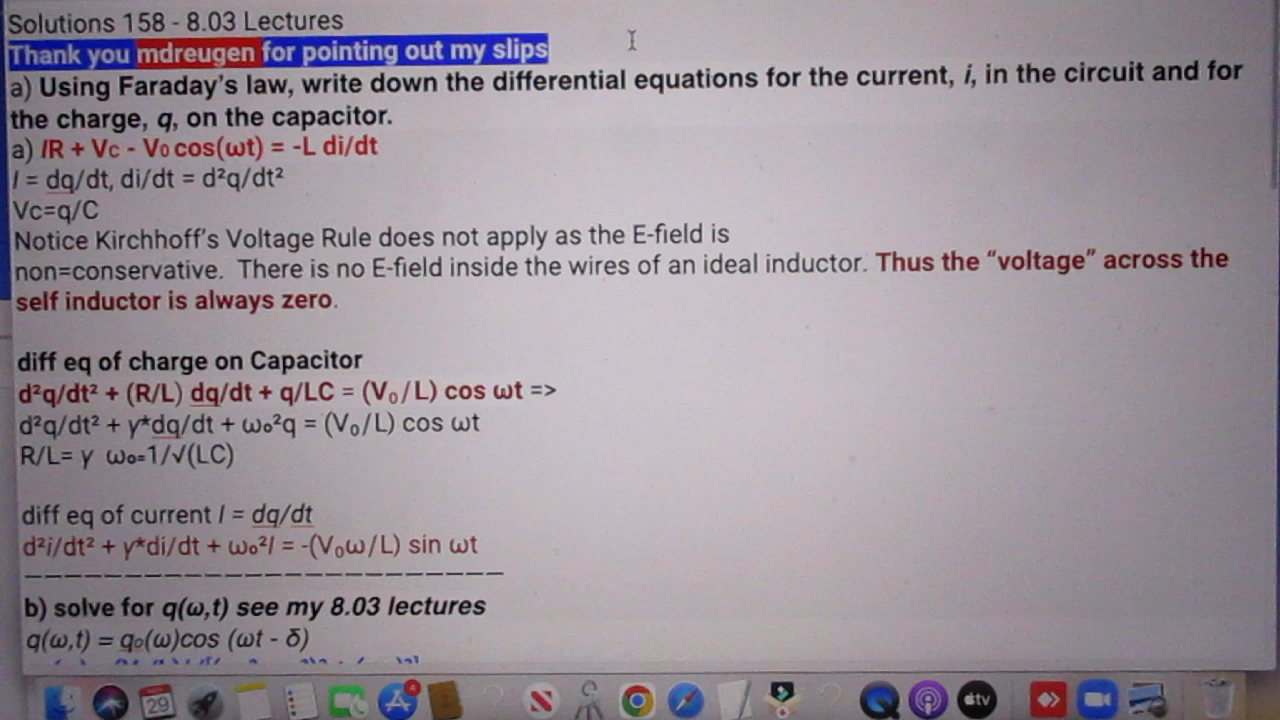 Solutions 158 - 8.03 Lectures
Thank you mdreugen for pointing out my slips
a) Using Faraday's law, write down the differential equations for the current, i, in the circuit and for
the charge, q, on the capacitor.
a) IR + Vc - V₀ cos(ωt) = -L di/dt
I = dq/dt, di/dt = d²q/dt²
Vc=q/C
Notice Kirchhoff's Voltage Rule does not apply as the E-field is
non=conservative. There is no E-field inside the wires of an ideal inductor. Thus the “voltage” across the
self inductor is always zero.
diff eq of charge on Capacitor
d²q/dt² + (R/L) dq/dt + q/LC = (V₀/L) cos ωt =>
d²q/dt² + γ*dq/dt + ω₀²q = (V₀/L) cos ωt
R/L= γ ω₀=1/√(LC)
diff eq of current I = dq/dt
d²i/dt² + γ*di/dt + ω₀²I = -(V₀ω/L) sin ωt
b) solve for q(ω,t) see my 8.03 lectures
q(ω,t) = q₀(ω)cos (ωt - δ)
29
tv